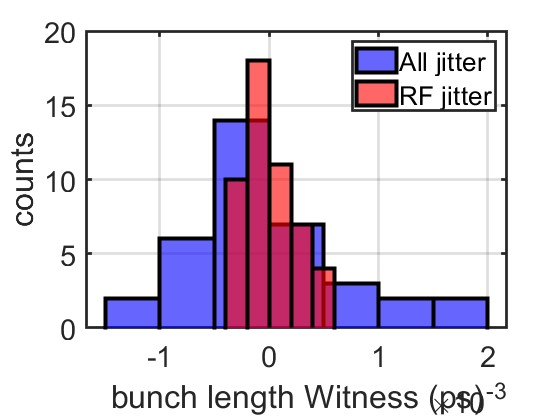 20
15
10
5
0
counts
All jitter
RF jitter
-1 0 1 2
bunch length Witness (ps)
× 10-3